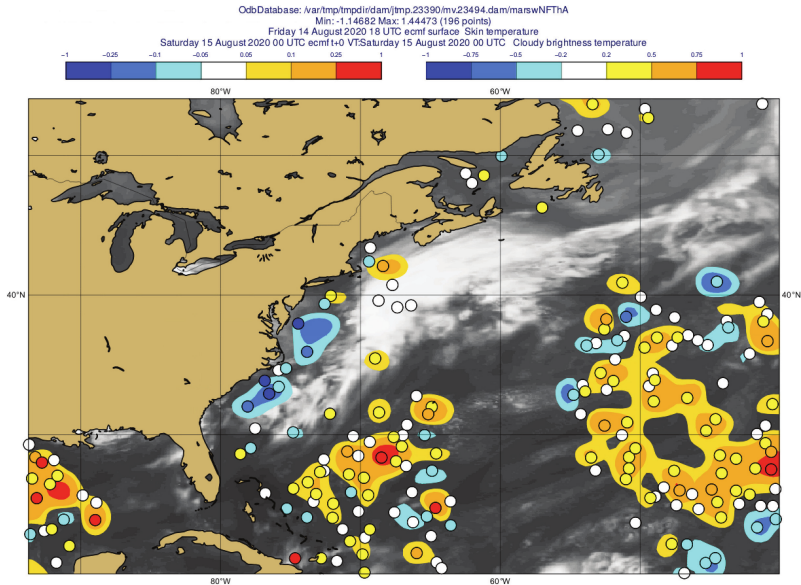 OdbDatabase: /var/tmp/tmpdir/dam/jtmp.23390/mv.23494.dam/marswNFThA
Min: -1.14682 Max: 1.44473 (196 points)
Friday 14 August 2020 18 UTC ecmf surface Skin temperature
Saturday 15 August 2020 00 UTC ecmf t+0 VT:Saturday 15 August 2020 00 UTC Cloudy brightness temperature
-1 -0.25 -0.1 -0.05 0.05 0.1 0.25 1 -1 -0.75 -0.5 -0.2 0.2 0.5 0.75 1
80°W 60°W
40°N 40°N
80°W 60°W